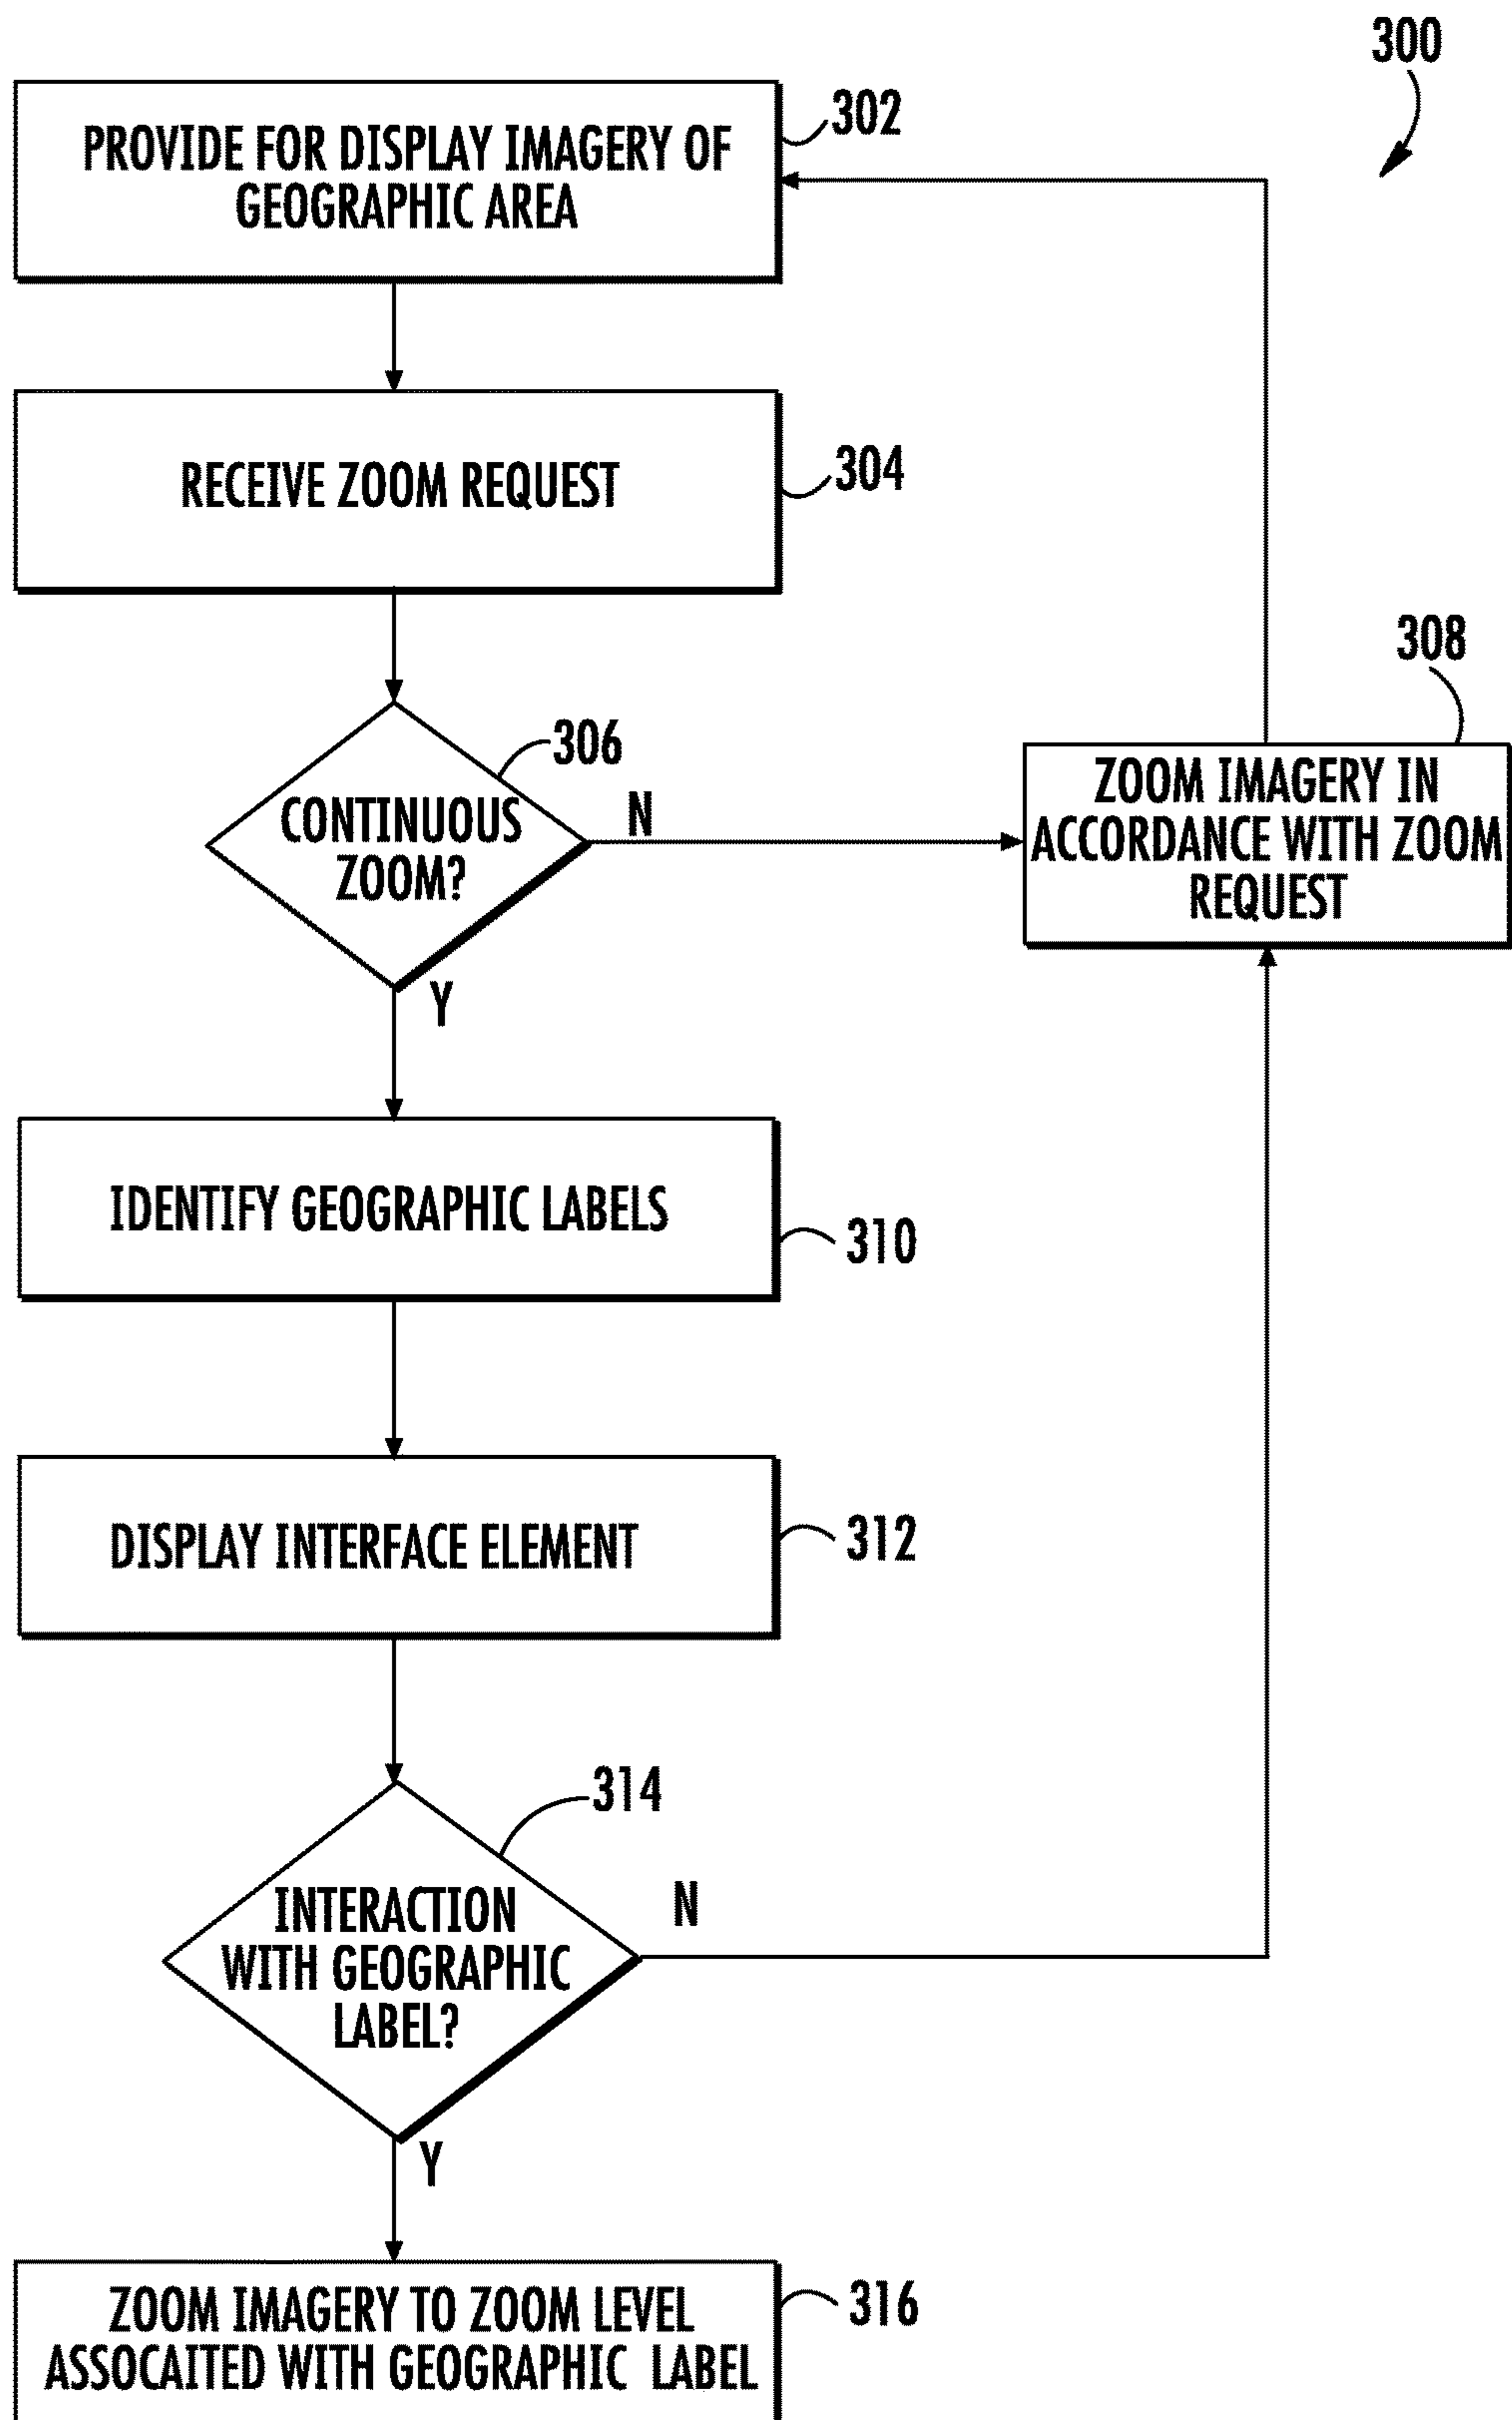 300
PROVIDE FOR DISPLAY IMAGERY OF
GEOGRAPHIC AREA
302
RECEIVE ZOOM REQUEST
304
CONTINUOUS
ZOOM?
306
N
Y
ZOOM IMAGERY IN
ACCORDANCE WITH ZOOM
REQUEST
308
IDENTIFY GEOGRAPHIC LABELS
310
DISPLAY INTERFACE ELEMENT
312
INTERACTION
WITH GEOGRAPHIC
LABEL?
314
N
Y
ZOOM IMAGERY TO ZOOM LEVEL
ASSOCAITED WITH GEOGRAPHIC LABEL
316